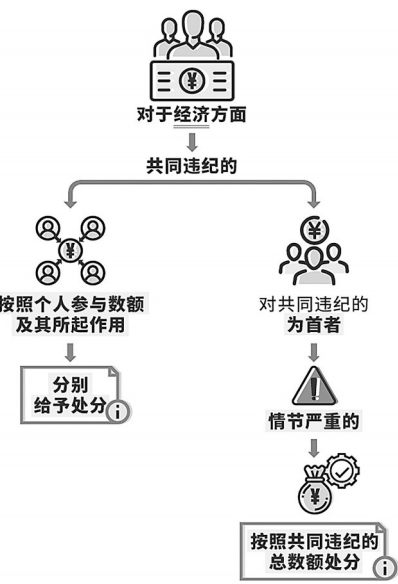 对于经济方面
共同违纪的
按照个人参与数额
及其所起作用
分别
给予处分
对共同违纪的
为首者
情节严重的
按照共同违纪的
总数额处分